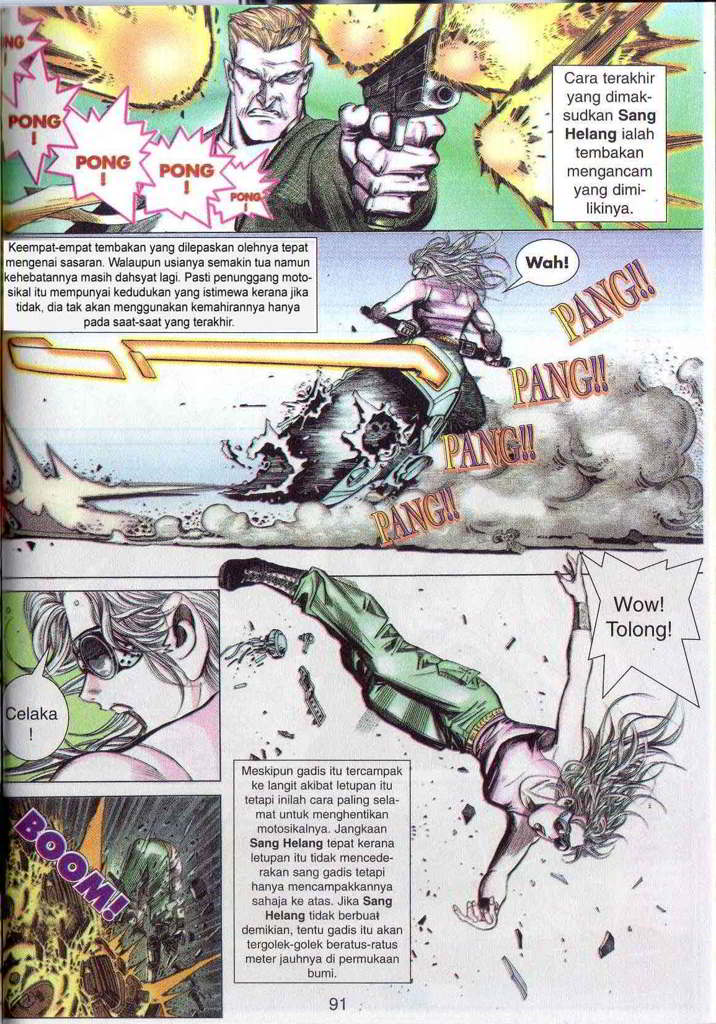 NG
PONG
!
PONG
!
PONG
!
PONG
!
Cara terakhir
yang dimak-
sudkan Sang
Helang ialah
tembakan
mengancam
yang dimi-
likinya.
Keempat-empat tembakan yang dilepaskan olehnya tepat
mengenai sasaran. Walaupun usianya semakin tua namun
kehebatannya masih dahsyat lagi. Pasti penunggang moto-
sikal itu mempunyai kedudukan yang istimewa kerana jika
tidak, dia tak akan menggunakan kemahirannya hanya
pada saat-saat yang terakhir.
Wah!
PANG!!
PANG!!
PANG!!
PANG!!
Celaka
!
Wow!
Tolong!
BOOM!
Meskipun gadis itu tercampak
ke langit akibat letupan itu
tetapi inilah cara paling sela-
mat untuk menghentikan
motosikalnya. Jangkaan
Sang Helang tepat kerana
letupan itu tidak mencede-
rakan sang gadis tetapi
hanya mencampakkannya
sahaja ke atas. Jika Sang
Helang tidak berbuat
demikian, tentu gadis itu akan
tergolek-golek beratus-ratus
meter jauhnya di permukaan
bumi.
91